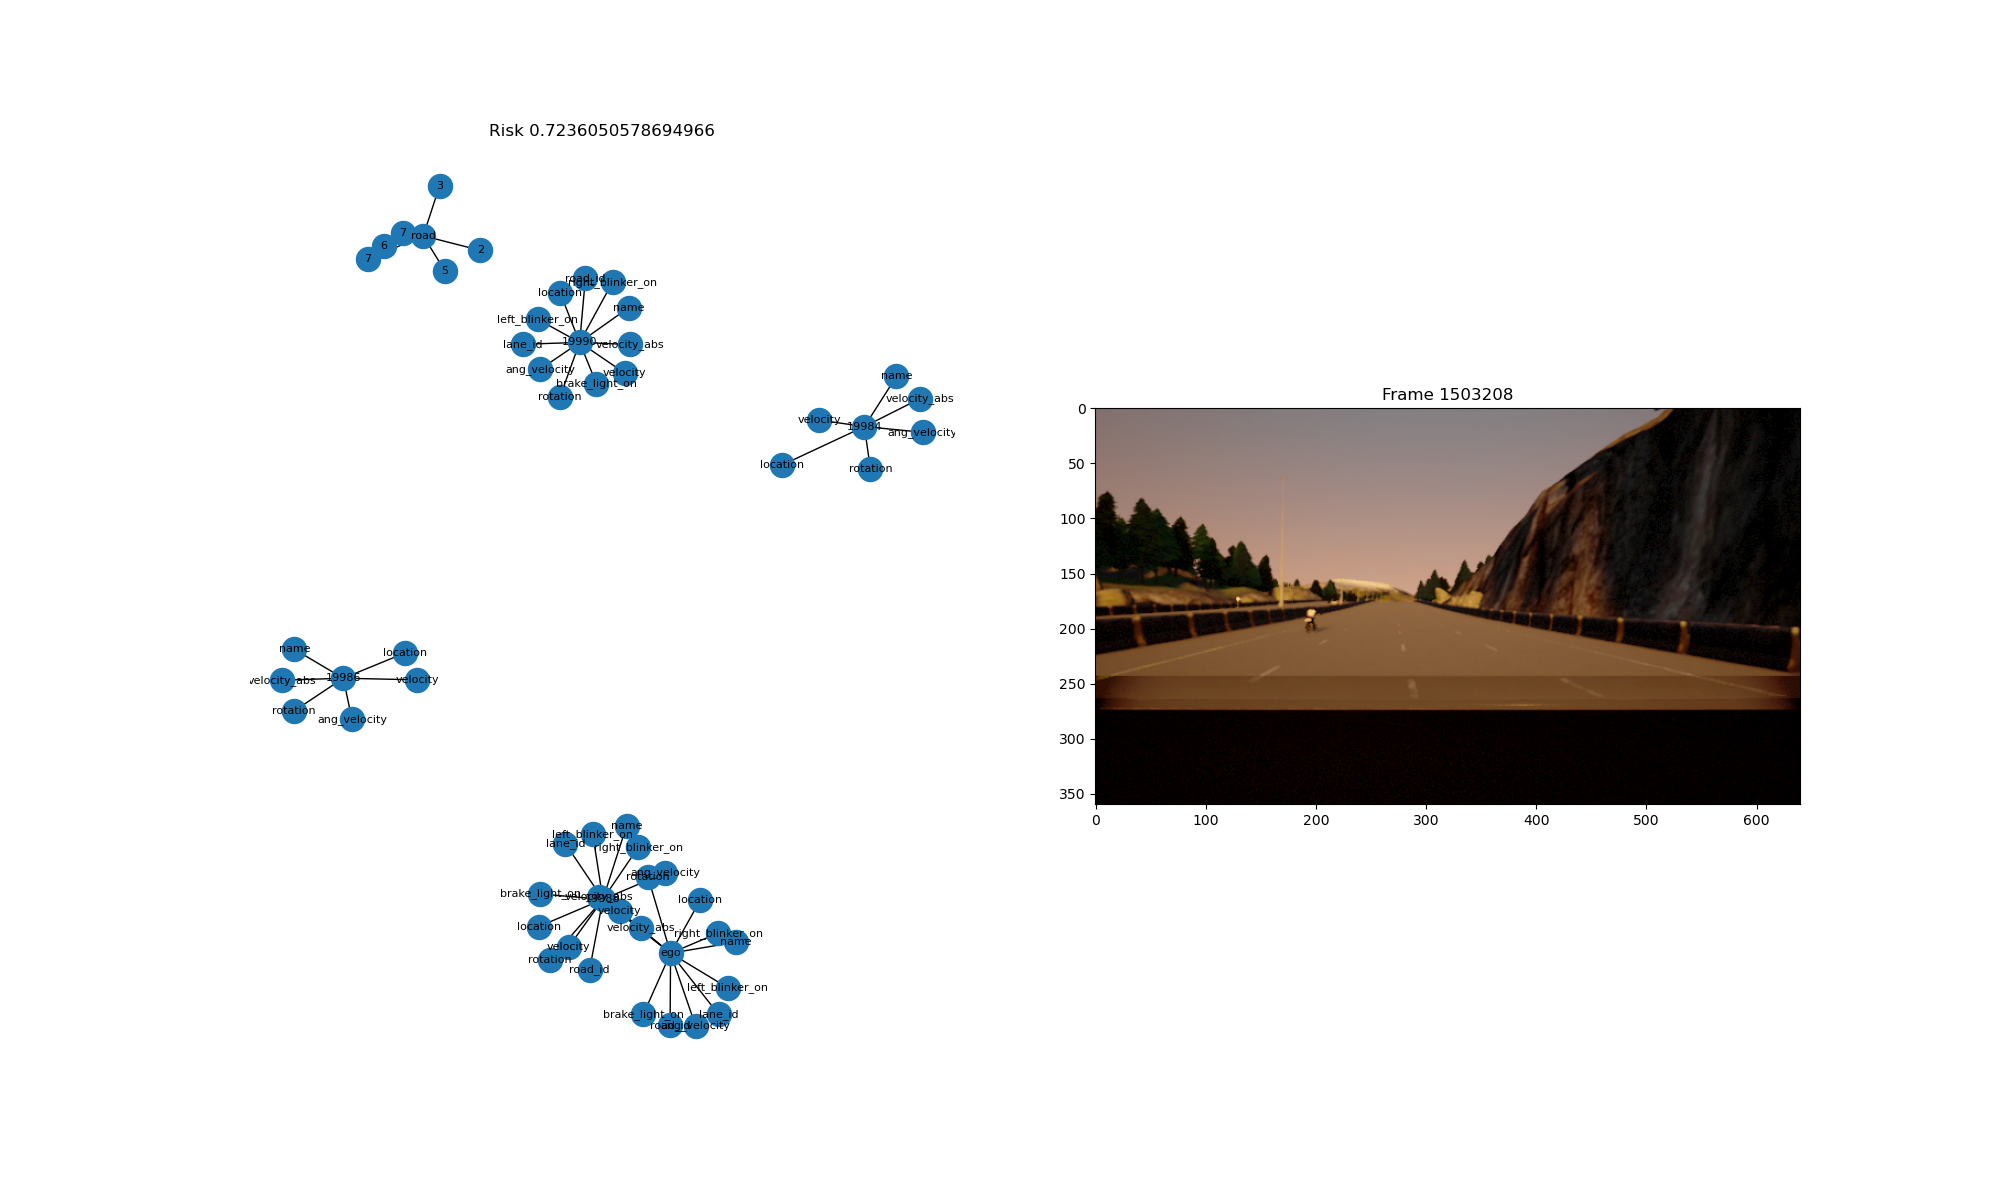 Risk 0.7236050578694966
3
7
road
6
2
7
5
road_id
right_blinker_on
location
name
left_blinker_on
19990
lane_id
velocity_abs
ang_velocity
velocity
brake_light_on
rotation
name
velocity_abs
velocity
19984
ang_velocity
location
rotation
name
location
19986
velocity_abs
velocity
rotation
ang_velocity
name
left_blinker_on
lane_id
right_blinker_on
ang_velocity
rotation
brake_light_on
velocity_abs
location
velocity
location
velocity_abs
right_blinker_on
name
velocity
ego
rotation
road_id
left_blinker_on
brake_light_on
lane_id
Frame 1503208
0
50
100
150
200
250
300
350
0
100
200
300
400
500
600